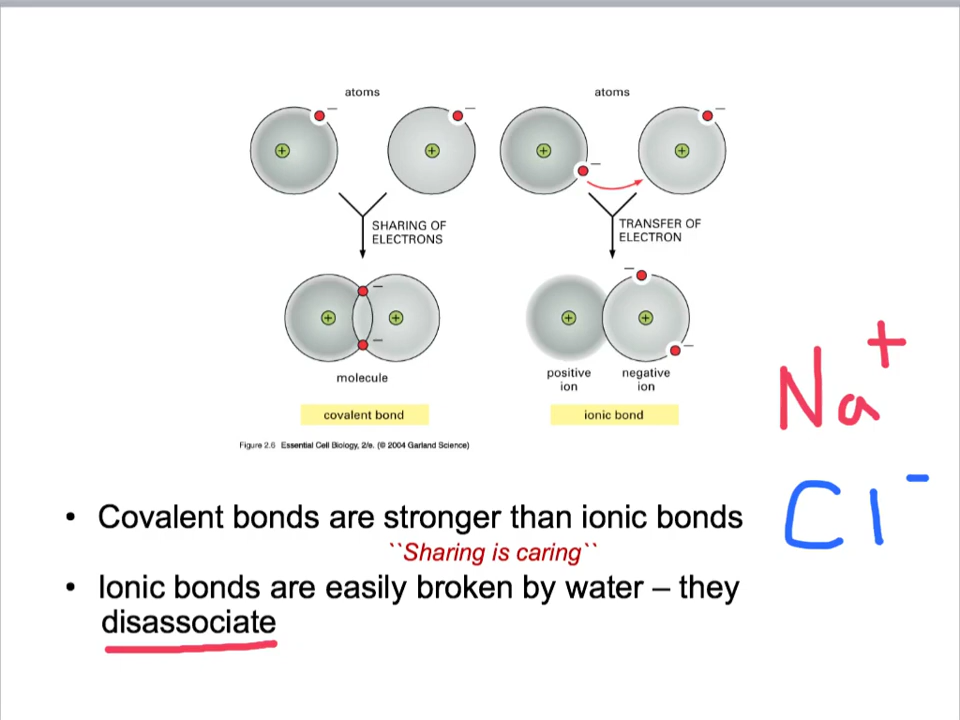 atoms
atoms
SHARING OF
ELECTRONS
TRANSFER OF
ELECTRON
molecule
positive
ion
negative
ion
covalent bond
ionic bond
Figure 2.6 Essential Cell Biology, 2/e. (© 2004 Garland Science)
Na+
Cl-
• Covalent bonds are stronger than ionic bonds
``Sharing is caring``
• Ionic bonds are easily broken by water – they
disassociate